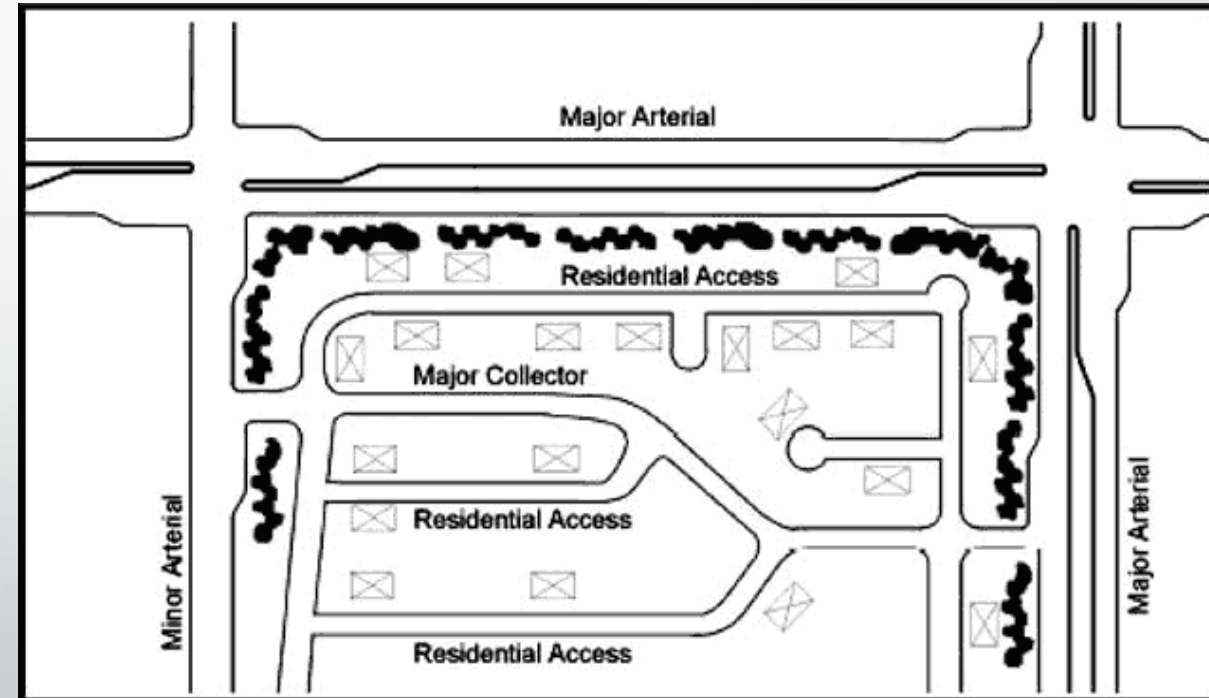 Major Arterial
Residential Access
Major Collector
Residential Access
Residential Access
Minor Arterial
Major Arterial